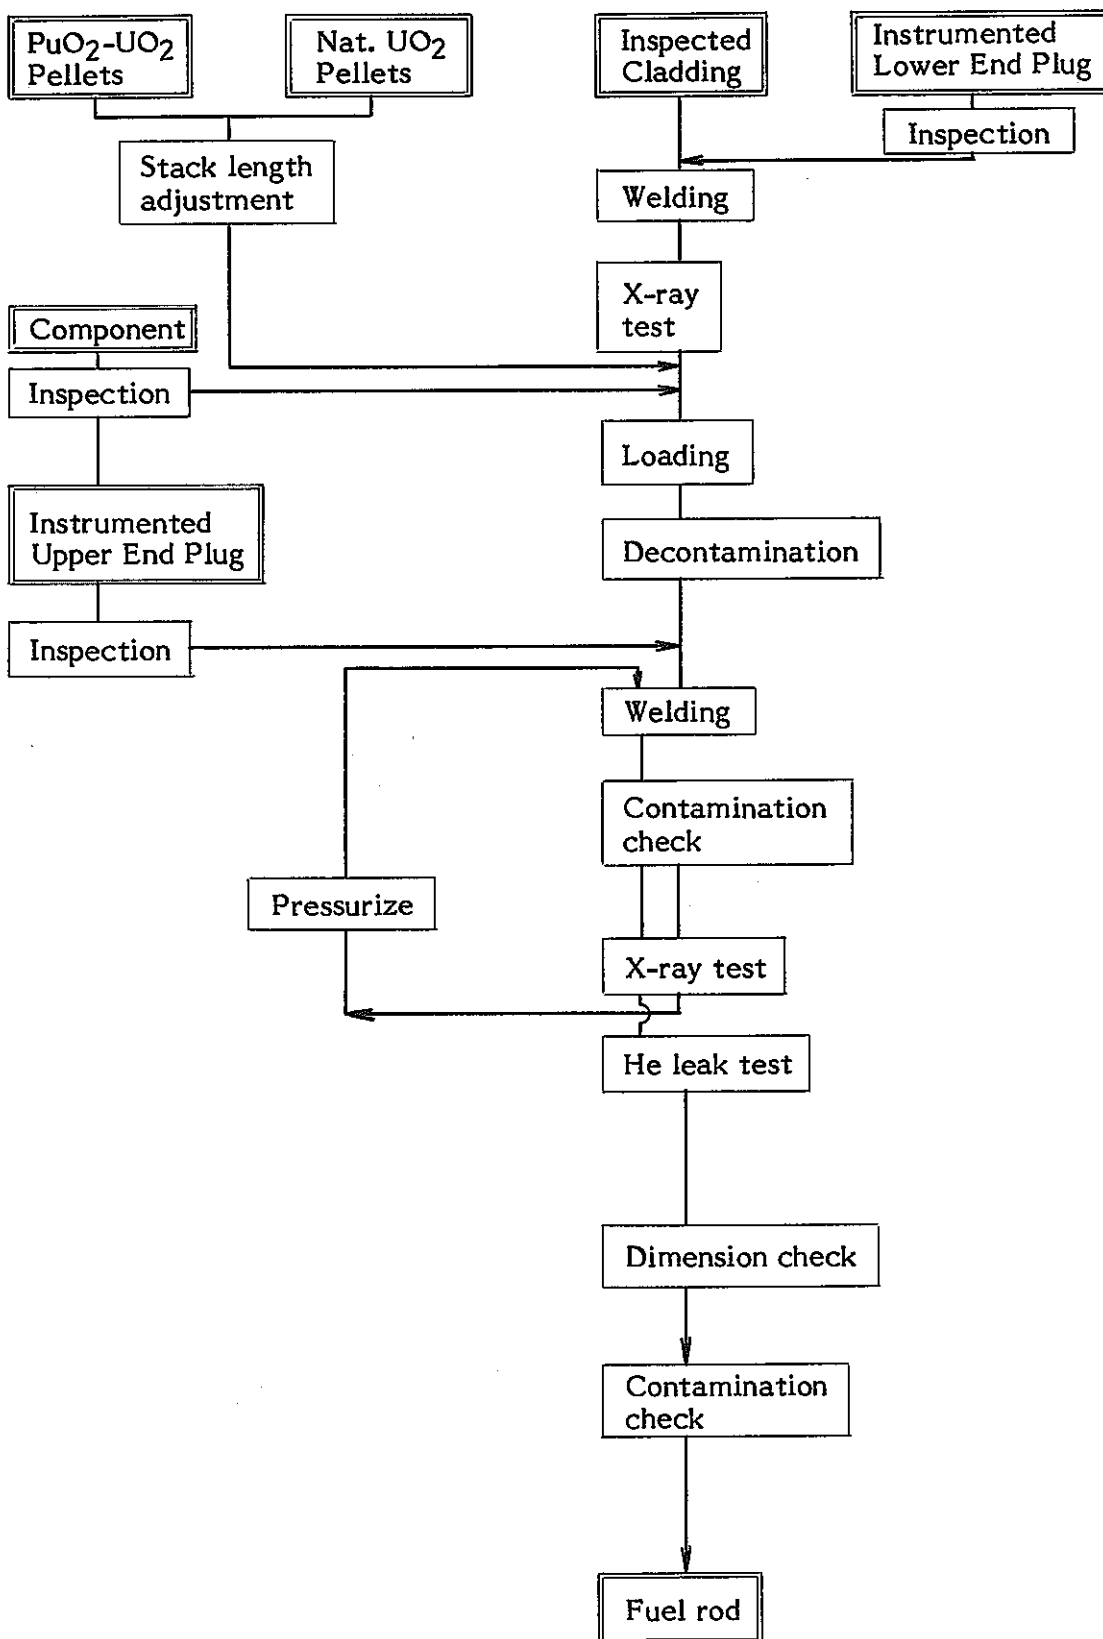 PuO2-UO2
Pellets
Nat. UO2
Pellets
Inspected
Cladding
Instrumented
Lower End Plug
Inspection
Stack length
adjustment
Welding
X-ray
test
Component
Inspection
Loading
Instrumented
Upper End Plug
Decontamination
Inspection
Welding
Contamination
check
Pressurize
X-ray test
He leak test
Dimension check
Contamination
check
Fuel rod